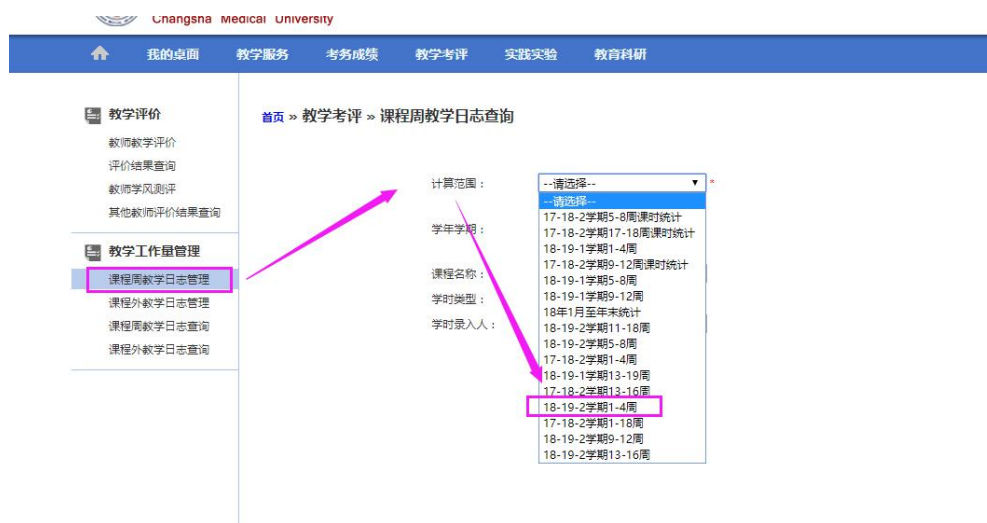 Changsha Medical University
我的桌面 教学服务 考务成绩 教学考评 实践实验 教育科研
教学评价
教师教学评价
评价结果查询
教师学风测评
其他教师评价结果查询
教学工作量管理
课程周教学日志管理
课程外教学日志管理
课程周教学日志查询
课程外教学日志查询
首页 » 教学考评 » 课程周教学日志查询
计算范围： --请选择-- *
学年学期：
课程名称：
学时类型：
学时录入人：
--请选择--
17-18-2学期5-8周课时统计
17-18-2学期17-18周课时统计
18-19-1学期1-4周
17-18-2学期9-12周课时统计
18-19-1学期5-8周
18-19-1学期9-12周
18年1月至年末统计
18-19-2学期11-18周
18-19-2学期5-8周
17-18-2学期1-4周
18-19-1学期13-19周
17-18-2学期13-16周
18-19-2学期1-4周
17-18-2学期1-18周
18-19-2学期9-12周
18-19-2学期13-16周